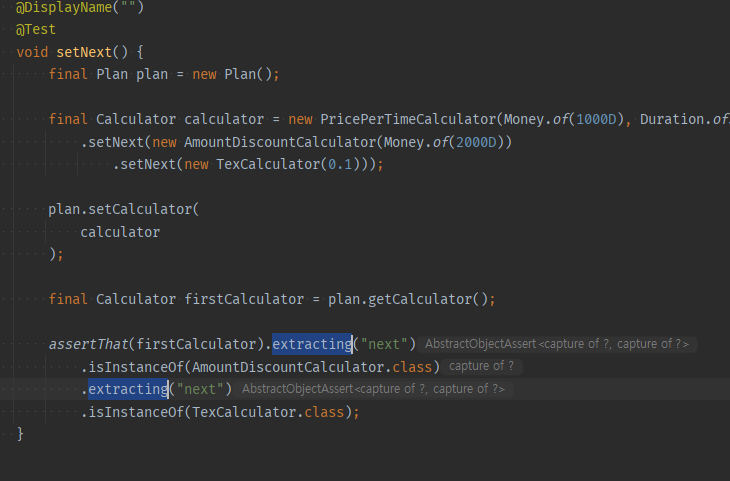 @DisplayName("")
@Test
void setNext() {
final Plan plan = new Plan();
final Calculator calculator = new PricePerTimeCalculator(Money.of(1000D), Duration.of
.setNext(new AmountDiscountCalculator(Money.of(2000D))
.setNext(new TexCalculator(0.1)));
plan.setCalculator(
calculator
);
final Calculator firstCalculator = plan.getCalculator();
assertThat(firstCalculator).extracting("next") AbstractObjectAssert<capture of ?, capture of ?>
.isInstanceOf(AmountDiscountCalculator.class) capture of ?
.extracting("next") AbstractObjectAssert<capture of ?, capture of ?>
.isInstanceOf(TexCalculator.class);
}